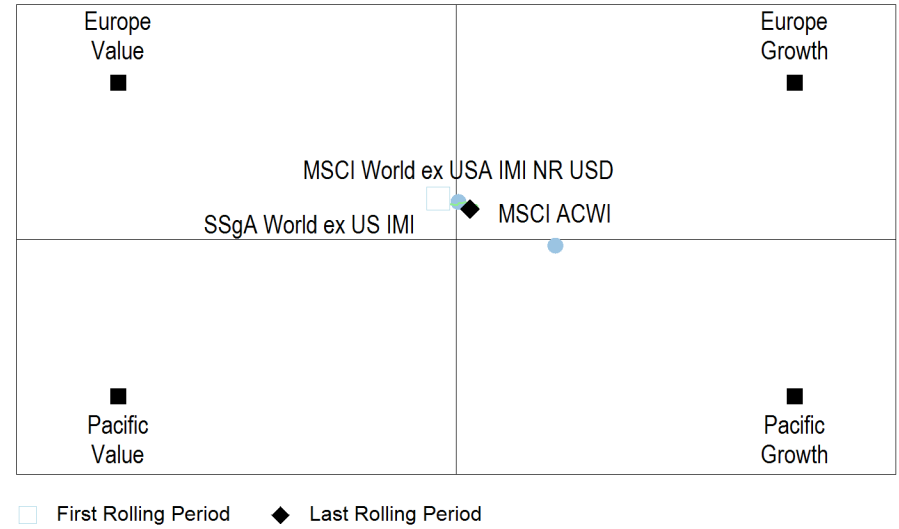 Europe
Value
Europe
Growth
MSCI World ex USA IMI NR USD
MSCI ACWI
SSgA World ex US IMI
Pacific
Value
Pacific
Growth
First Rolling Period
Last Rolling Period